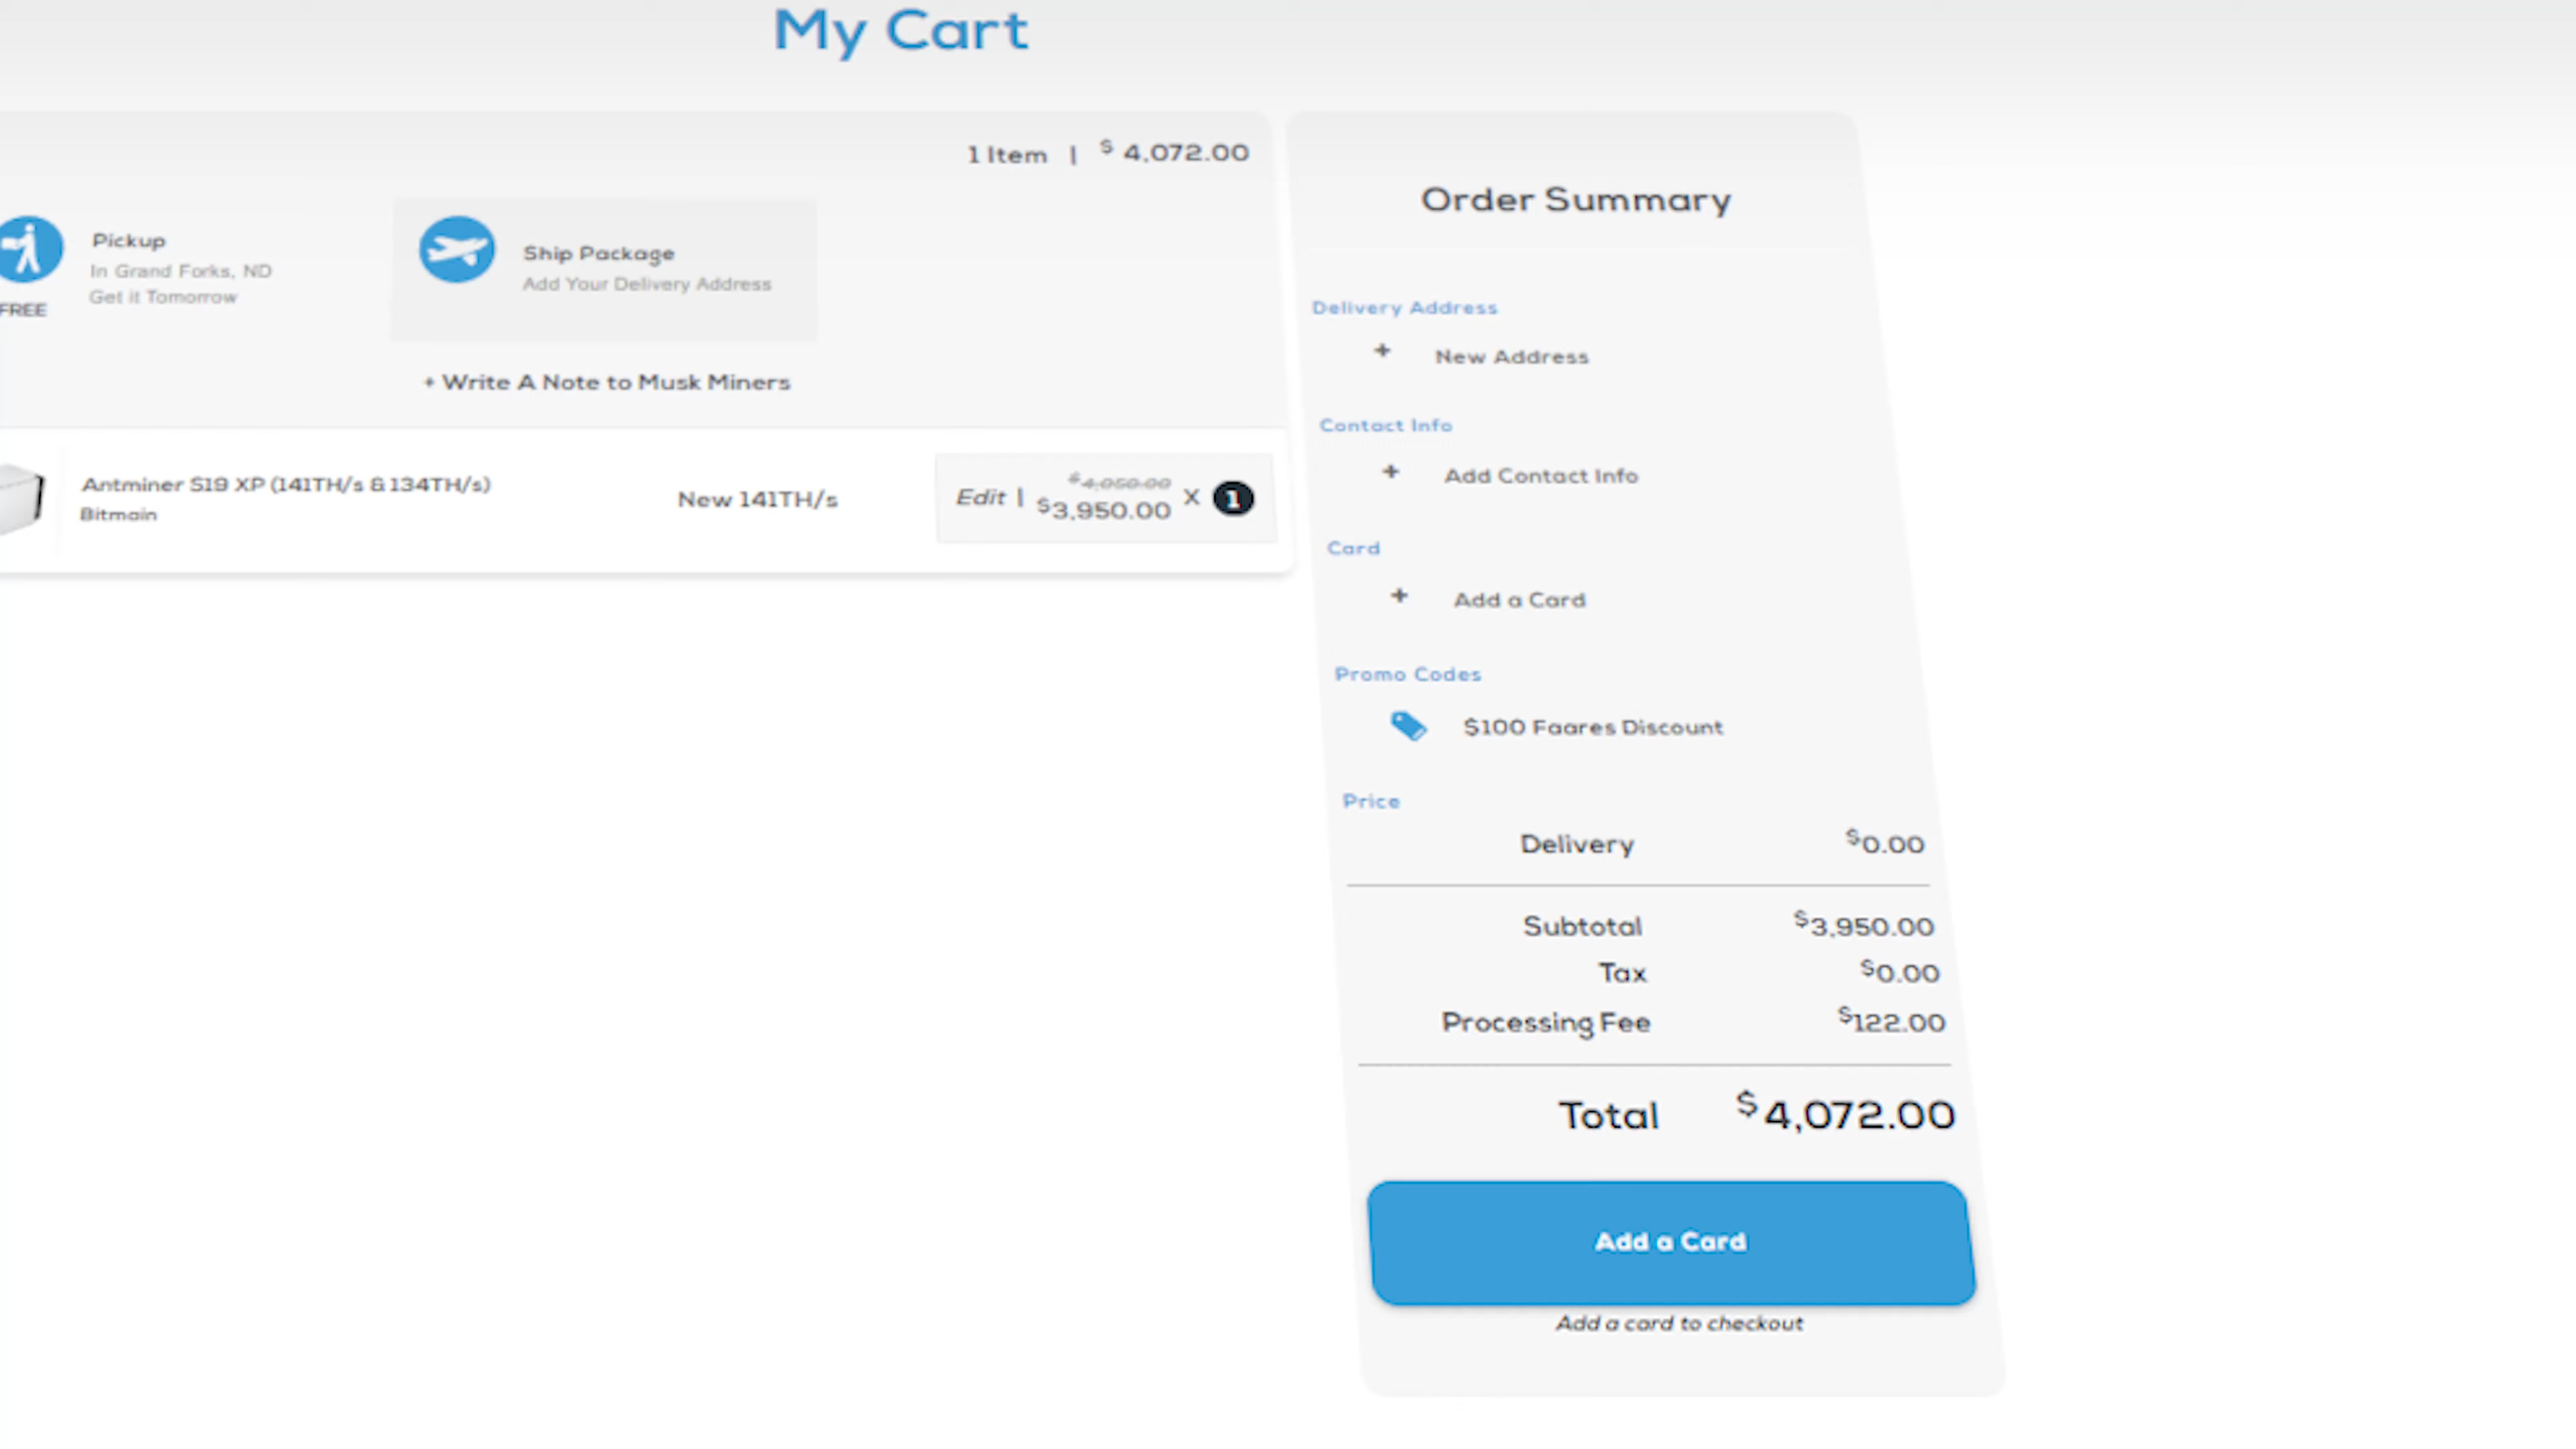 My Cart
1 Item | $ 4,072.00
Pickup
In Grand Forks, ND
Get it Tomorrow
FREE
Ship Package
Add Your Delivery Address
+ Write A Note to Musk Miners
Antminer S19 XP (141TH/s & 134TH/s)
Bitmain
New 141TH/s
Edit | $4,050.00 $3,950.00 X 1
Order Summary
Delivery Address
+ New Address
Contact Info
+ Add Contact Info
Card
+ Add a Card
Promo Codes
$100 Faares Discount
Price
Delivery $0.00
Subtotal $3,950.00
Tax $0.00
Processing Fee $122.00
Total $4,072.00
Add a Card
Add a card to checkout